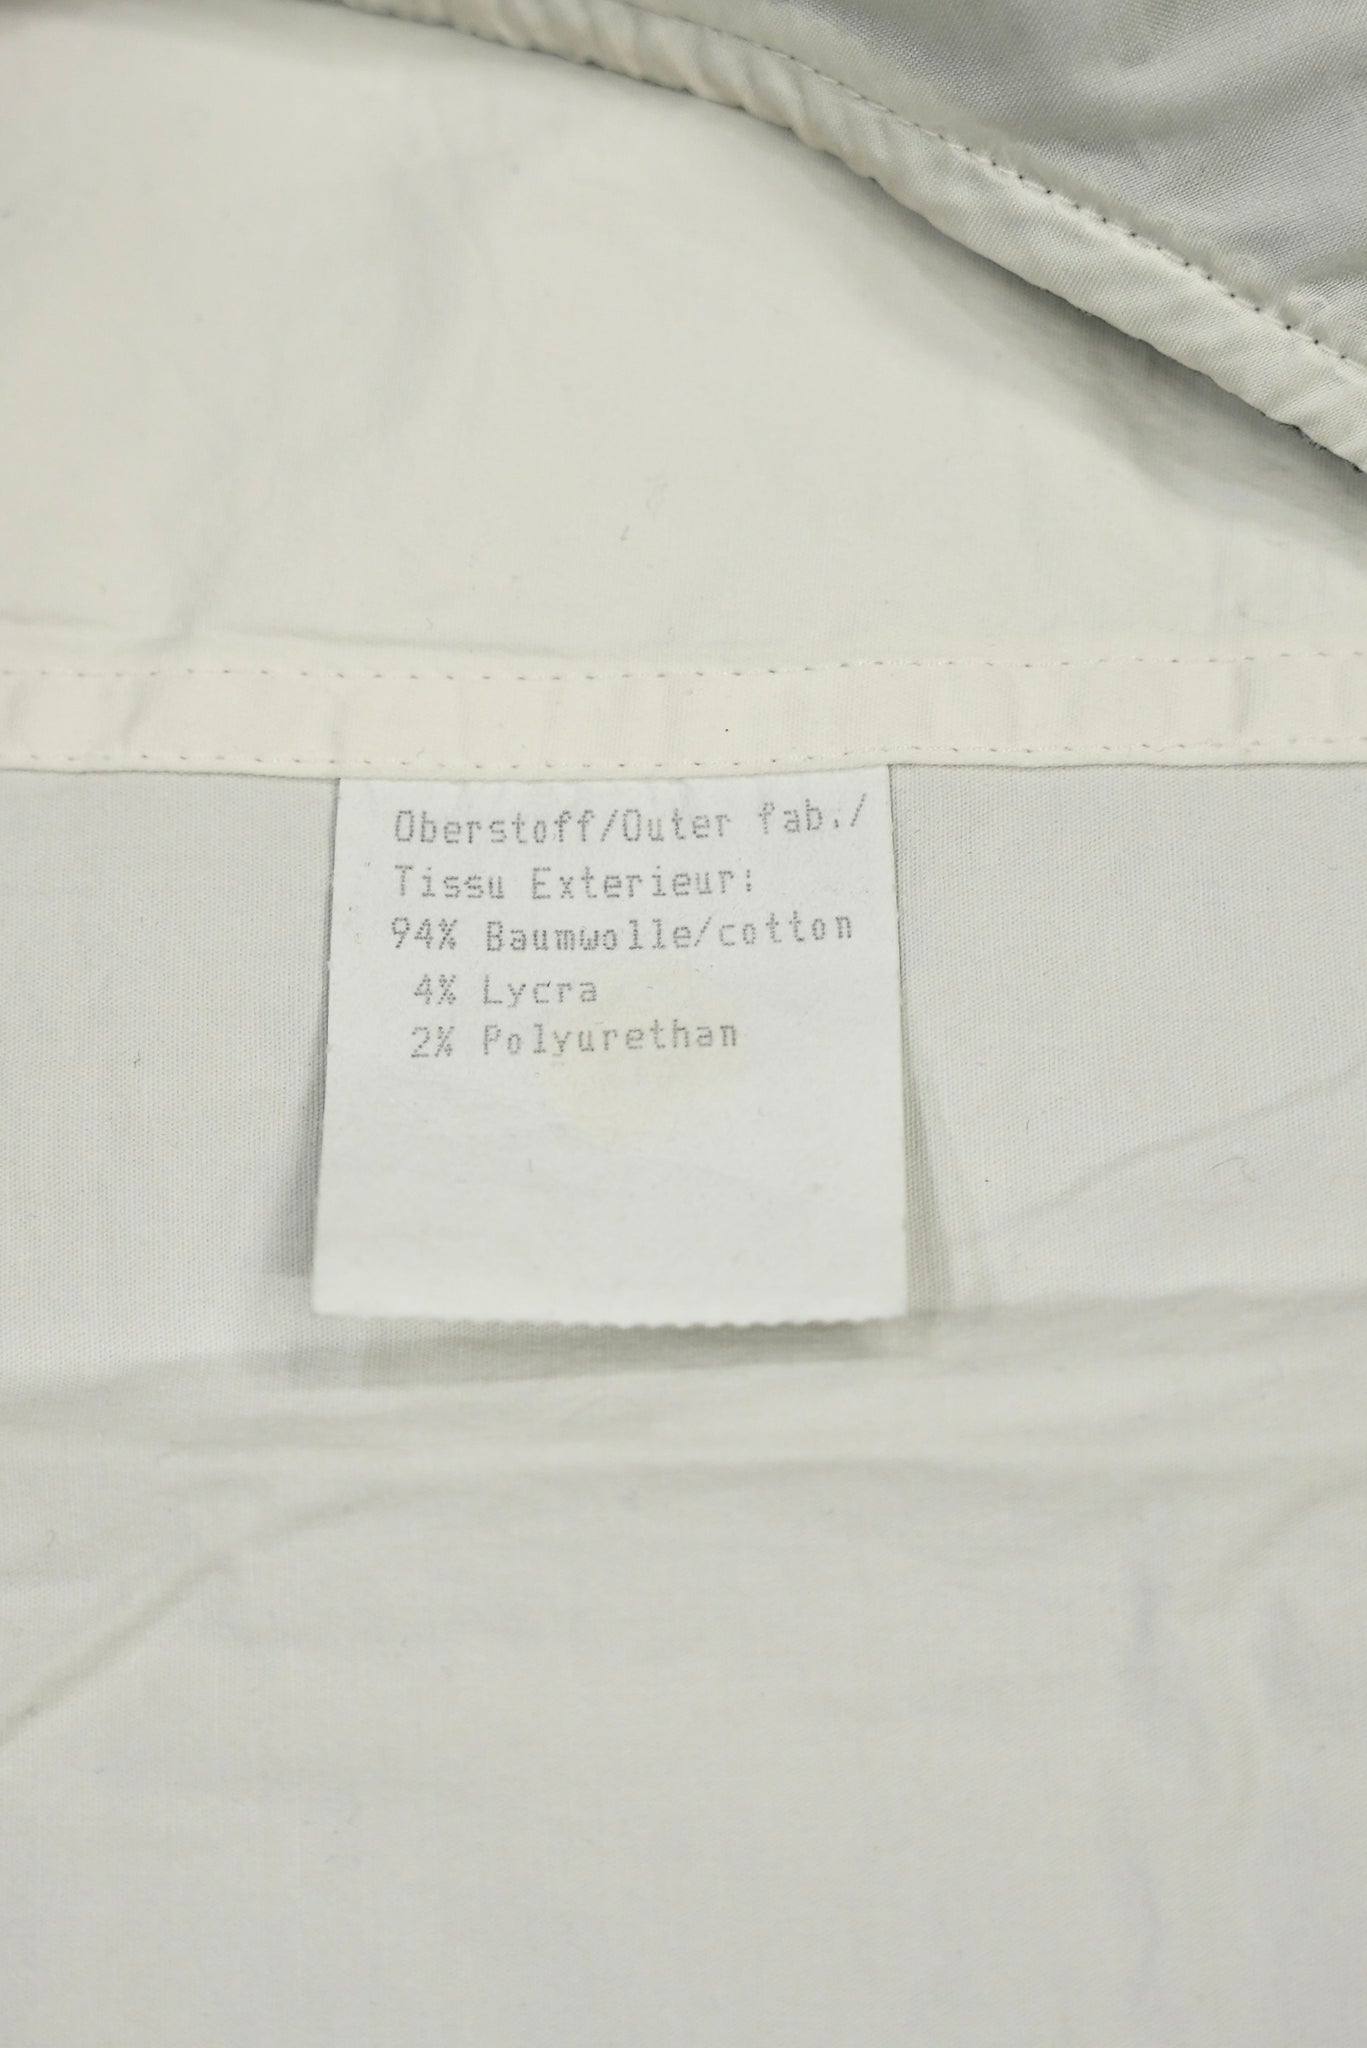 Oberstoff/Outer fab./
Tissu Exterieur:
94% Baumwolle/cotton
4% Lycra
2% Polyurethan